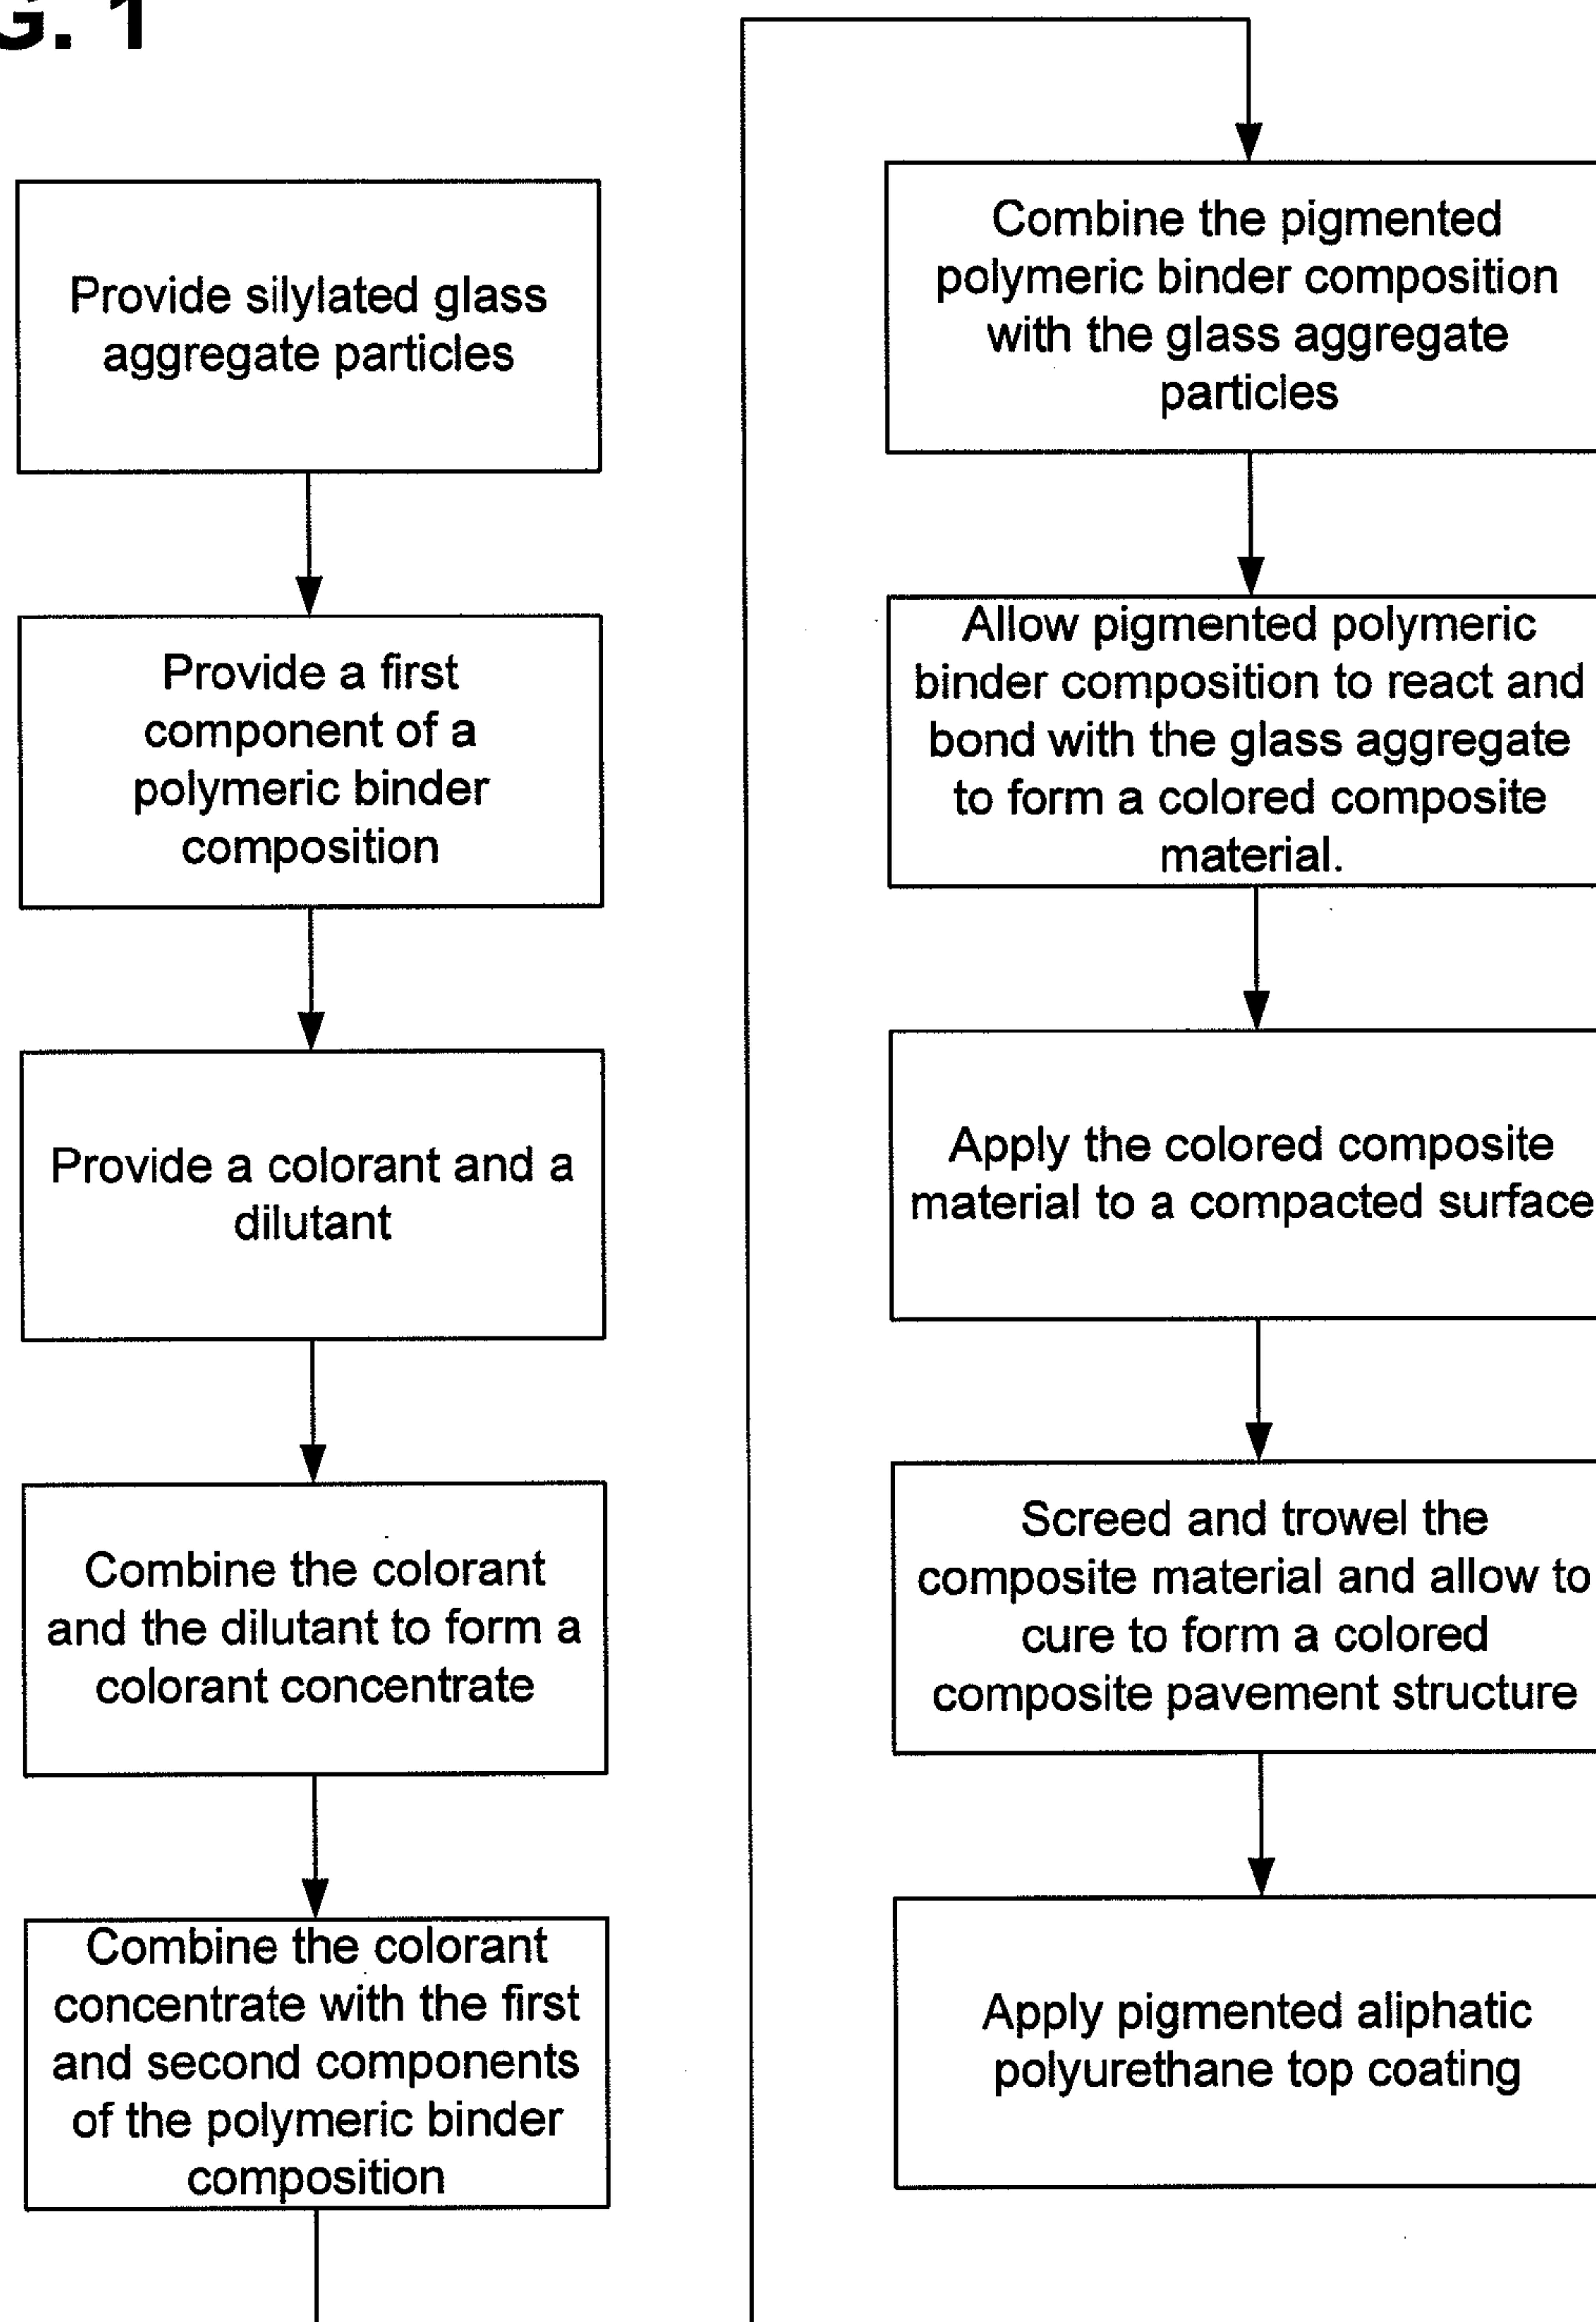 G. 1
Provide silylated glass
aggregate particles
Provide a first
component of a
polymeric binder
composition
Provide a colorant and a
dilutant
Combine the colorant
and the dilutant to form a
colorant concentrate
Combine the colorant
concentrate with the first
and second components
of the polymeric binder
composition
Combine the pigmented
polymeric binder composition
with the glass aggregate
particles
Allow pigmented polymeric
binder composition to react and
bond with the glass aggregate
to form a colored composite
material.
Apply the colored composite
material to a compacted surface
Screed and trowel the
composite material and allow to
cure to form a colored
composite pavement structure
Apply pigmented aliphatic
polyurethane top coating